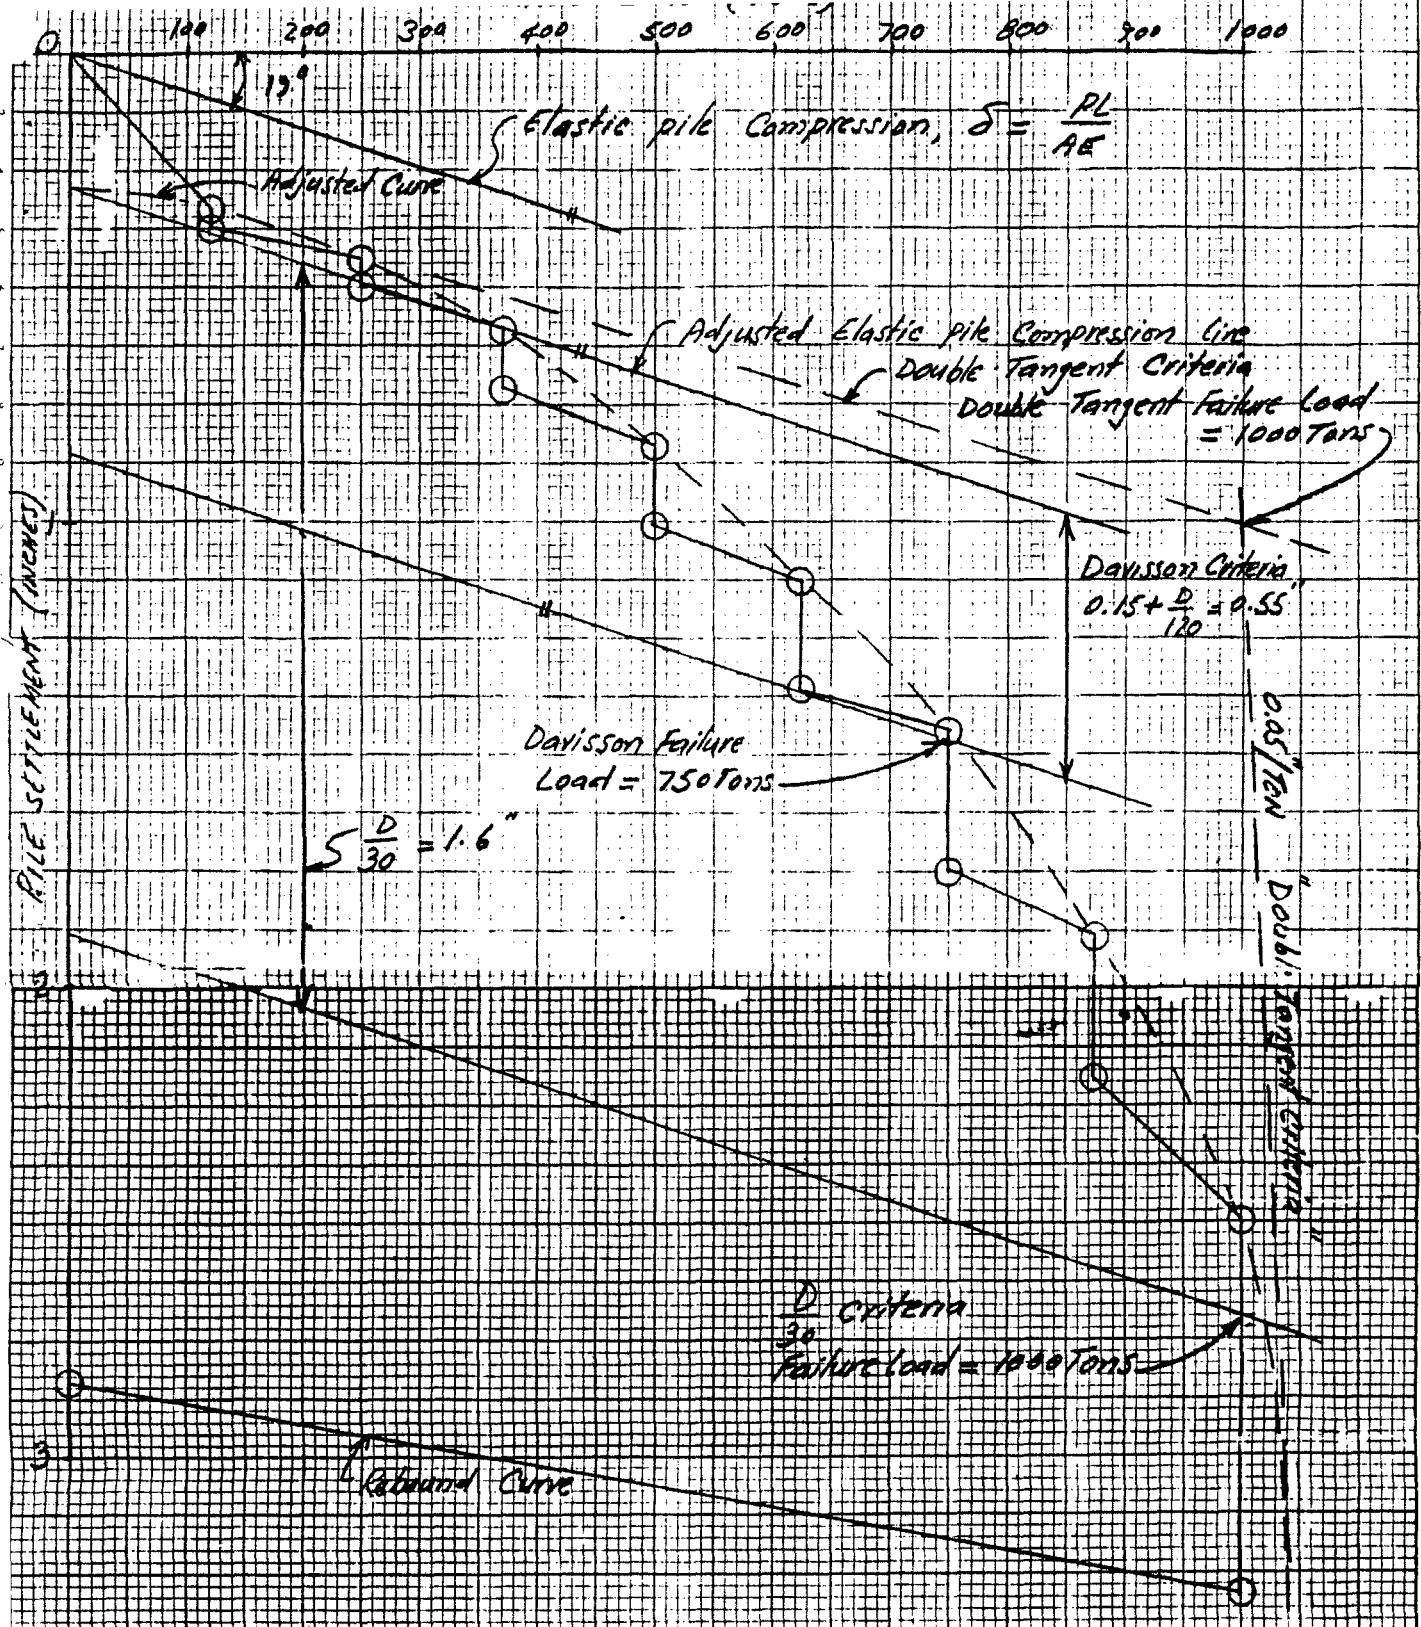 0 100 200 300 400 500 600 700 800 900 1000
19°
Elastic pile Compression, δ = PL
AE
Adjusted Curve
Adjusted Elastic pile Compression line
Double Tangent Criteria
Double Tangent Failure Load
= 1000 Tons
1
PILE SETTLEMENT (INCHES)
Davisson Criteria
0.15 + D/120 = 0.55"
Davisson Failure
Load = 750 Tons
D/30 = 1.6"
0.05"/TON "Double Tangent Criteria"
2
D/30 Criteria
Failure Load = 1000 Tons
3
Rebound Curve